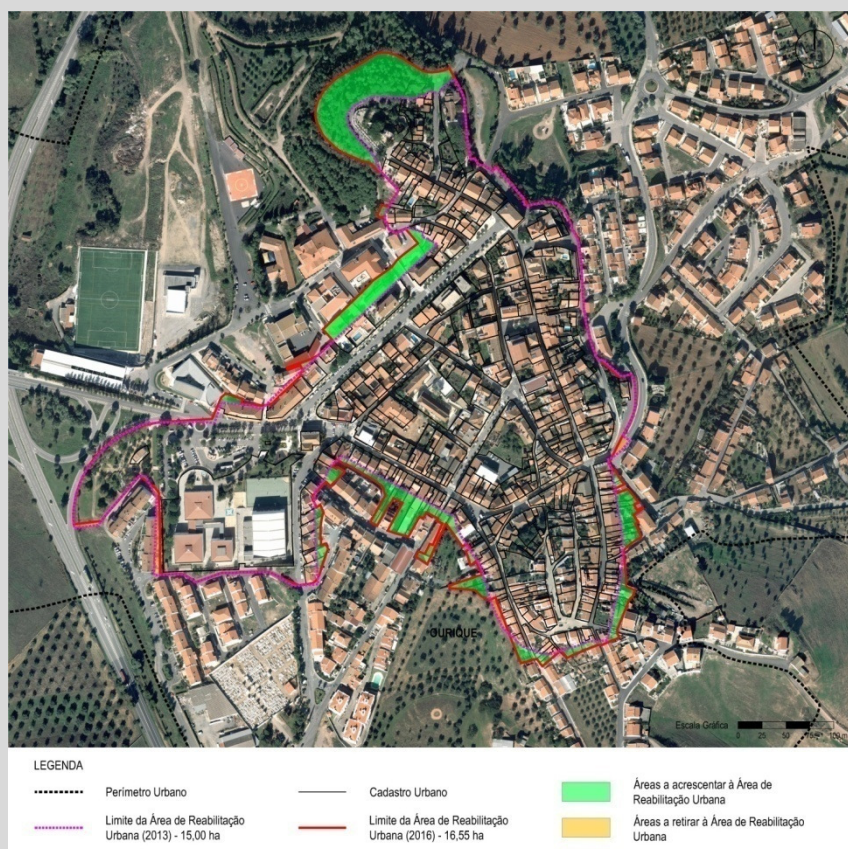 OURIQUE
Escala Gráfica
0 25 50 75 100 m
LEGENDA
Perímetro Urbano
Cadastro Urbano
Áreas a acrescentar à Área de
Reabilitação Urbana
Limite da Área de Reabilitação
Urbana (2013) - 15,00 ha
Limite da Área de Reabilitação
Urbana (2016) - 16,55 ha
Áreas a retirar à Área de Reabilitação
Urbana